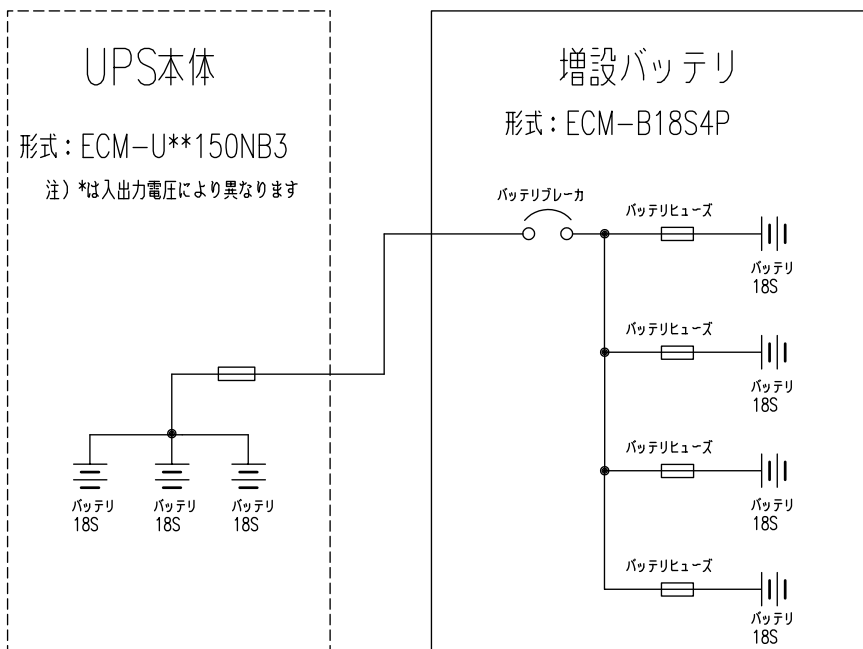 UPS本体
形式：ECM-U**150NB3
注）*は入出力電圧により異なります
バッテリ
18S
バッテリ
18S
バッテリ
18S
増設バッテリ
形式：ECM-B18S4P
バッテリブレーカ
バッテリヒューズ
バッテリ
18S
バッテリヒューズ
バッテリ
18S
バッテリヒューズ
バッテリ
18S
バッテリヒューズ
バッテリ
18S